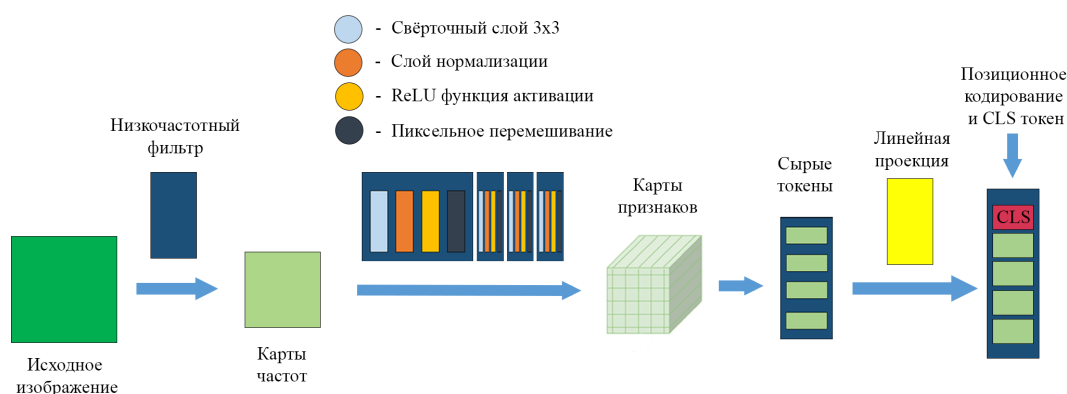 - Свёрточный слой 3х3
- Слой нормализации
- ReLU функция активации
- Пиксельное перемешивание
Низкочастотный
фильтр
Исходное
изображение
Карты
частот
Карты
признаков
Сырые
токены
Линейная
проекция
Позиционное
кодирование
и CLS токен
CLS